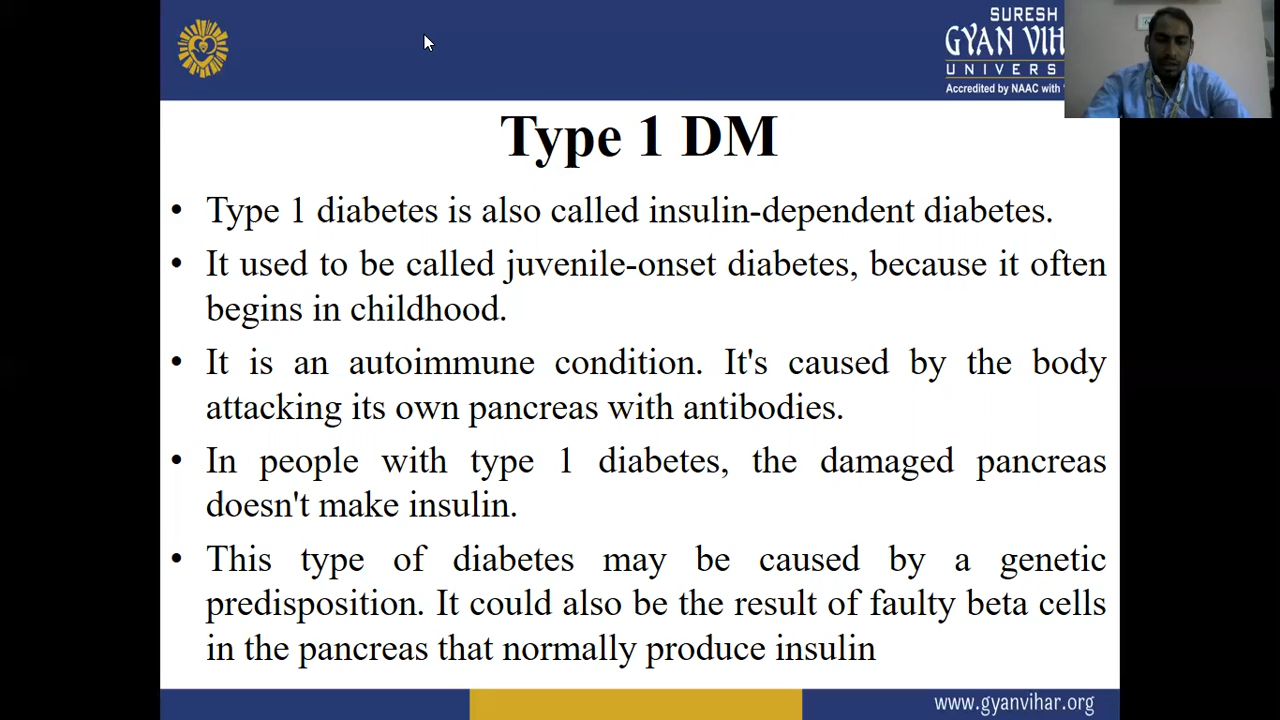 SURESH
GYAN VIH
UNIVERS
Accredited by NAAC with
Type 1 DM
• Type 1 diabetes is also called insulin-dependent diabetes.
• It used to be called juvenile-onset diabetes, because it often
begins in childhood.
• It is an autoimmune condition. It's caused by the body
attacking its own pancreas with antibodies.
• In people with type 1 diabetes, the damaged pancreas
doesn't make insulin.
• This type of diabetes may be caused by a genetic
predisposition. It could also be the result of faulty beta cells
in the pancreas that normally produce insulin
www.gyanvihar.org